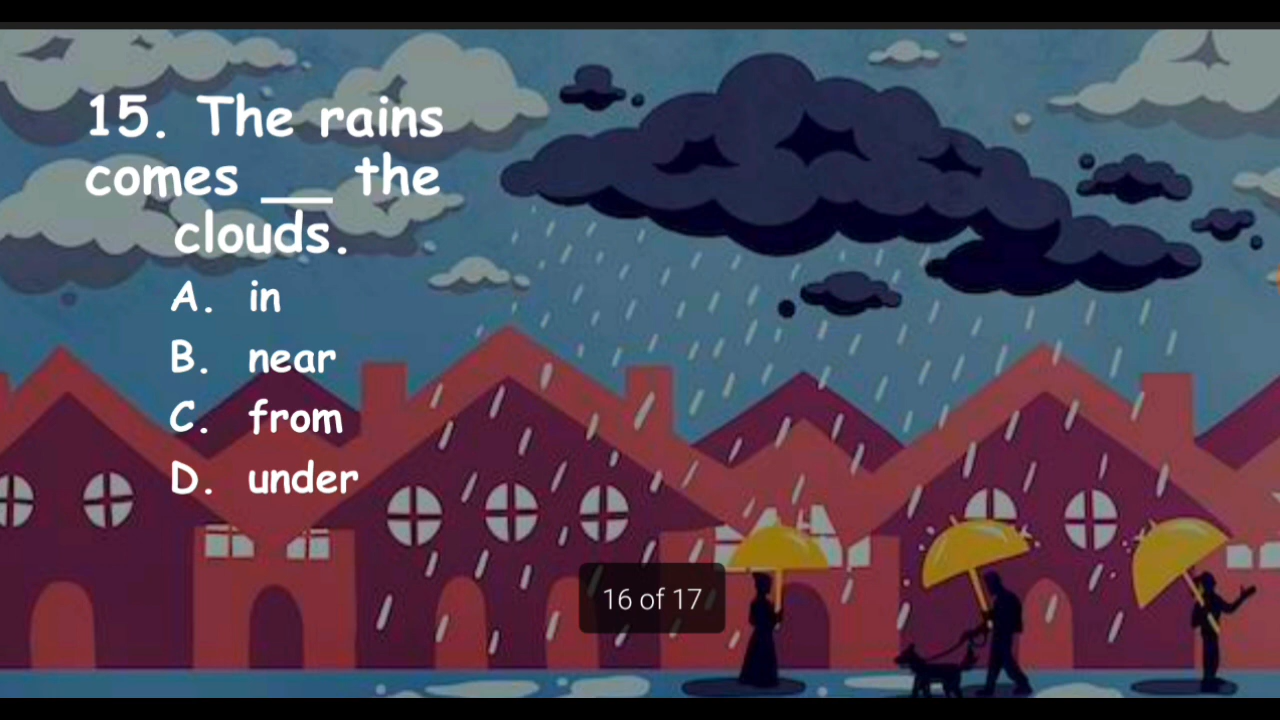 15. The rains
comes __ the
clouds.
A. in
B. near
C. from
D. under
16 of 17